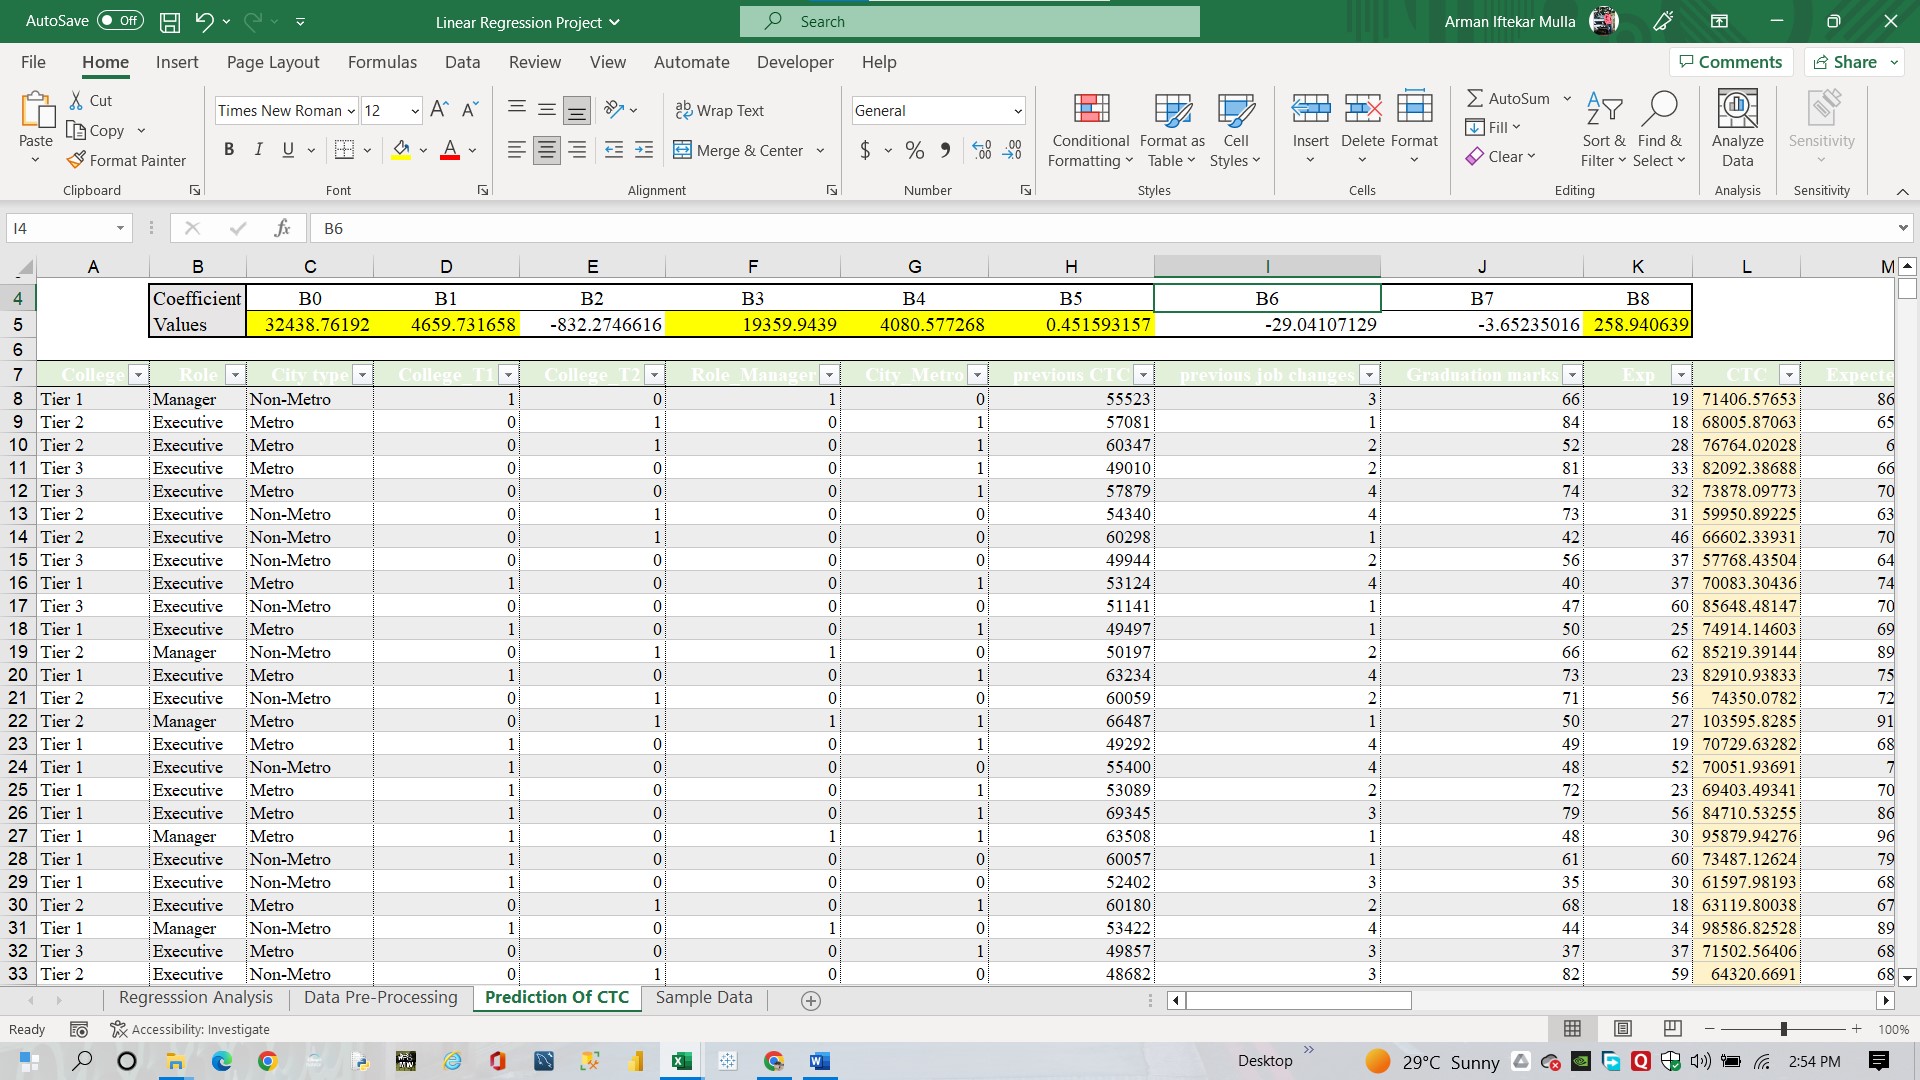 AutoSave Off Linear Regression Project Search Arman Iftekar Mulla
File Home Insert Page Layout Formulas Data Review View Automate Developer Help Comments Share
Paste Cut Copy Format Painter Clipboard
Times New Roman 12 B I U Font
Wrap Text Merge & Center Alignment
General $ % Number
Conditional Formatting Format as Table Cell Styles Styles
Insert Delete Format Cells
AutoSum Fill Clear Sort & Filter Find & Select Editing
Analyze Data Analysis
Sensitivity Sensitivity
I4 fx B6
A B C D E F G H I J K L M
4 Coefficient B0 B1 B2 B3 B4 B5 B6 B7 B8
5 Values 32438.76192 4659.731658 -832.2746616 19359.9439 4080.577268 0.451593157 -29.04107129 -3.65235016 258.940639
6
7 College Role City type College T1 College T2 Role Manager City Metro previous CTC previous job changes Graduation marks Exp CTC Expecte
8 Tier 1 Manager Non-Metro 1 0 1 0 55523 3 66 19 71406.57653 86
9 Tier 2 Executive Metro 0 1 0 1 57081 1 84 18 68005.87063 65
10 Tier 2 Executive Metro 0 1 0 1 60347 2 52 28 76764.02028 6
11 Tier 3 Executive Metro 0 0 0 1 49010 2 81 33 82092.38688 66
12 Tier 3 Executive Metro 0 0 0 1 57879 4 74 32 73878.09773 70
13 Tier 2 Executive Non-Metro 0 1 0 0 54340 4 73 31 59950.89225 63
14 Tier 2 Executive Non-Metro 0 1 0 0 60298 1 42 46 66602.33931 70
15 Tier 3 Executive Non-Metro 0 0 0 0 49944 2 56 37 57768.43504 64
16 Tier 1 Executive Metro 1 0 0 1 53124 4 40 37 70083.30436 74
17 Tier 3 Executive Non-Metro 0 0 0 0 51141 1 47 60 85648.48147 70
18 Tier 1 Executive Metro 1 0 0 1 49497 1 50 25 74914.14603 69
19 Tier 2 Manager Non-Metro 0 1 1 0 50197 2 66 62 85219.39144 89
20 Tier 1 Executive Metro 1 0 0 1 63234 4 73 23 82910.93833 75
21 Tier 2 Executive Non-Metro 0 1 0 0 60059 2 71 56 74350.0782 72
22 Tier 2 Manager Metro 0 1 1 1 66487 1 50 27 103595.8285 91
23 Tier 1 Executive Metro 1 0 0 1 49292 4 49 19 70729.63282 68
24 Tier 1 Executive Non-Metro 1 0 0 0 55400 4 48 52 70051.93691 7
25 Tier 1 Executive Metro 1 0 0 1 53089 2 72 23 69403.49341 70
26 Tier 1 Executive Metro 1 0 0 1 69345 3 79 56 84710.53255 86
27 Tier 1 Manager Metro 1 0 1 1 63508 1 48 30 95879.94276 96
28 Tier 1 Executive Non-Metro 1 0 0 0 60057 1 61 60 73487.12624 79
29 Tier 1 Executive Non-Metro 1 0 0 0 52402 3 35 30 61597.98193 68
30 Tier 2 Executive Metro 0 1 0 1 60180 2 68 18 63119.80038 67
31 Tier 1 Manager Non-Metro 1 0 1 0 53422 4 44 34 98586.82528 89
32 Tier 3 Executive Metro 0 0 0 1 49857 3 37 37 71502.56406 68
33 Tier 2 Executive Non-Metro 0 1 0 0 48682 3 82 59 64320.6691 68
Regresssion Analysis Data Pre-Processing Prediction Of CTC Sample Data
Ready Accessibility: Investigate 100%
Desktop 29°C Sunny 2:54 PM